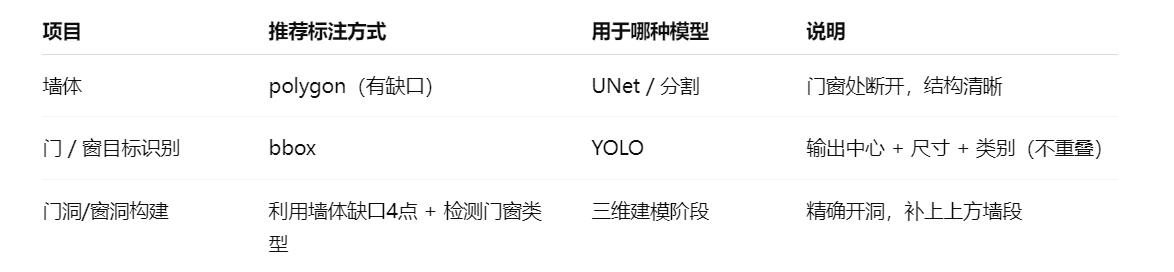 项目 推荐标注方式 用于哪种模型 说明
墙体 polygon（有缺口） UNet / 分割 门窗处断开，结构清晰
门 / 窗目标识别 bbox YOLO 输出中心 + 尺寸 + 类别（不重叠）
门洞/窗洞构建 利用墙体缺口4点 + 检测门窗类型 三维建模阶段 精确开洞，补上上方墙段